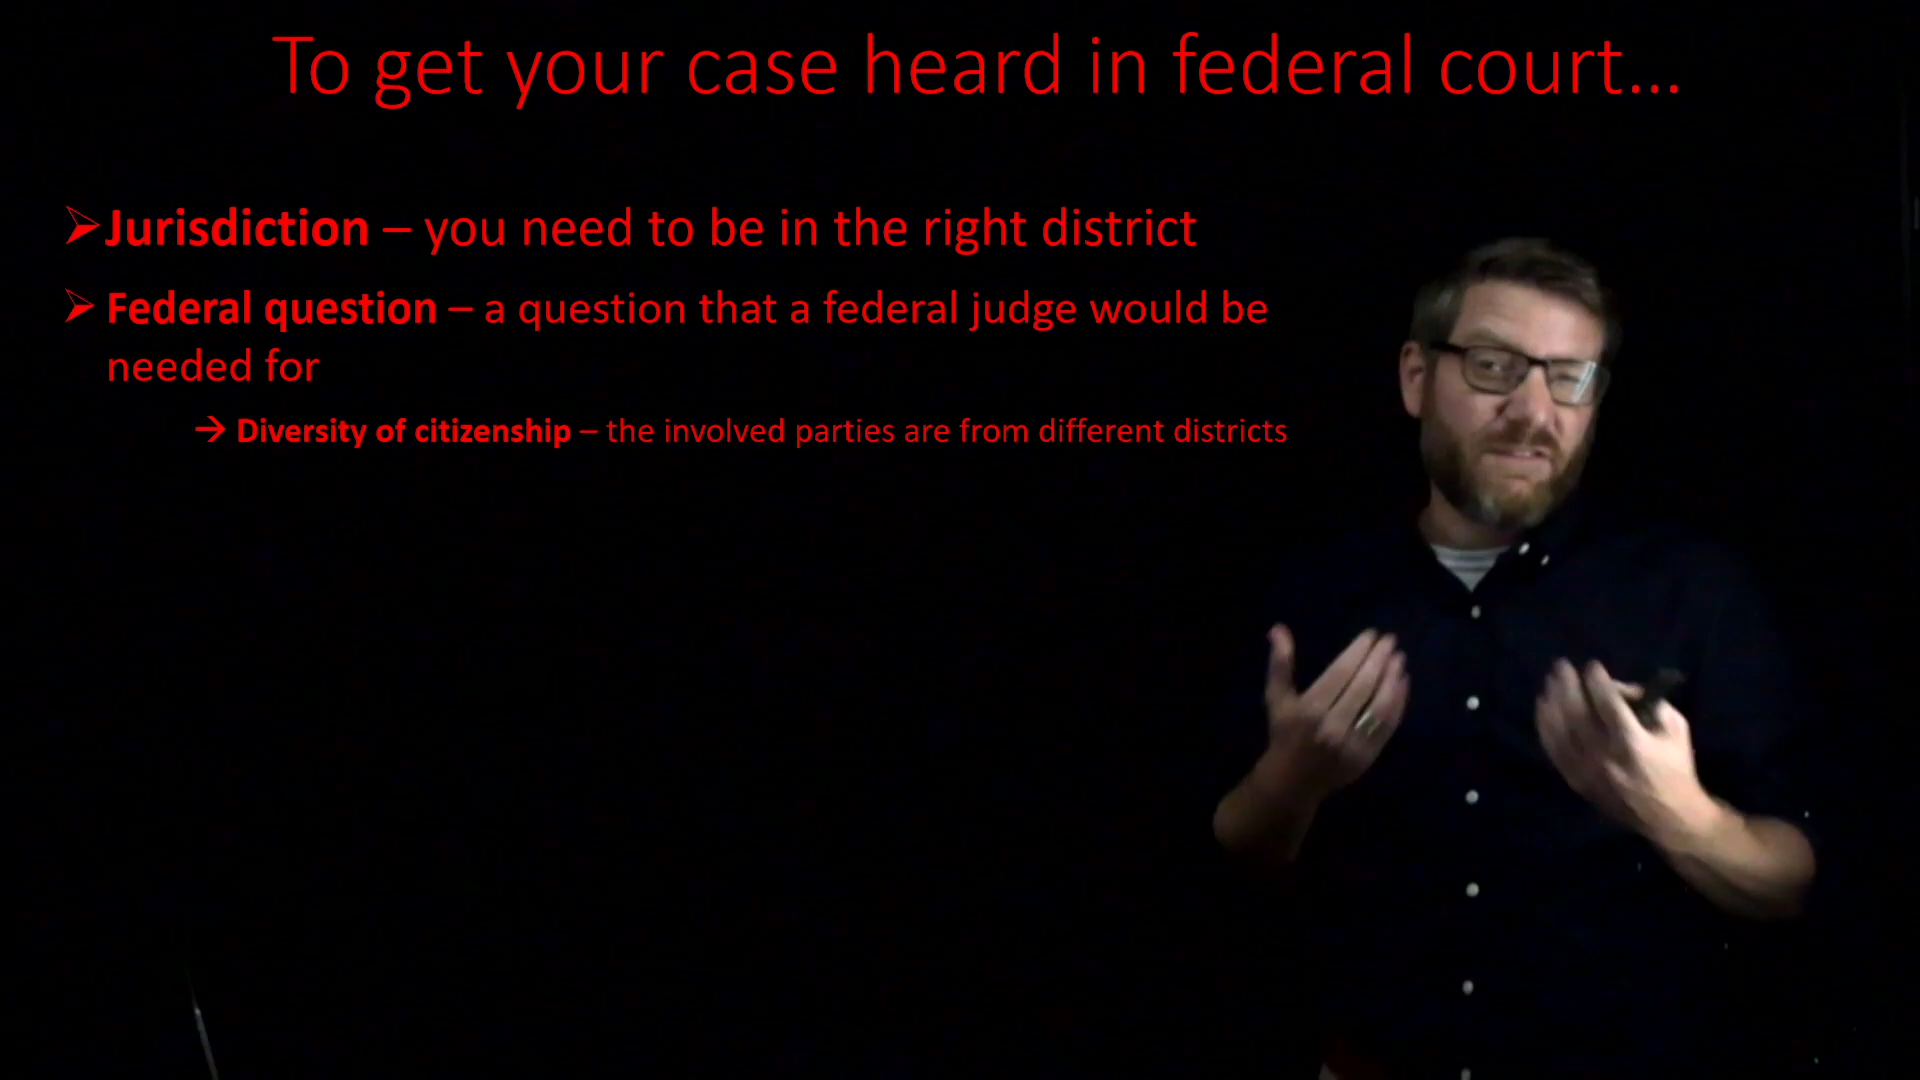 To get your case heard in federal court...
➢Jurisdiction – you need to be in the right district
➢ Federal question – a question that a federal judge would be
needed for
→ Diversity of citizenship – the involved parties are from different districts